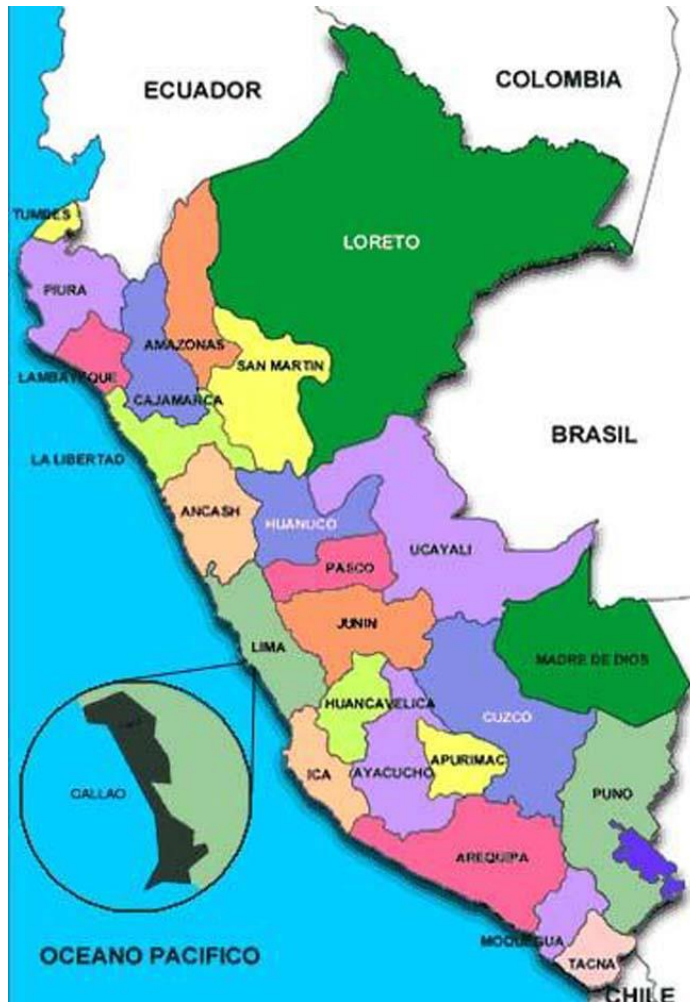 ECUADOR
COLOMBIA
TUMBES
LORETO
PIURA
AMAZONAS
SAN MARTIN
LAMBAYEQUE
CAJAMARCA
BRASIL
LA LIBERTAD
ANCASH
HUANUCO
UCAYALI
PASCO
JUNIN
LIMA
MADRE DE DIOS
HUANCAVELICA
CUZCO
APURIMAC
ICA
AYACUCHO
CALLAO
PUNO
AREQUIPA
MOQUEGUA
OCEANO PACIFICO
TACNA
CHILE